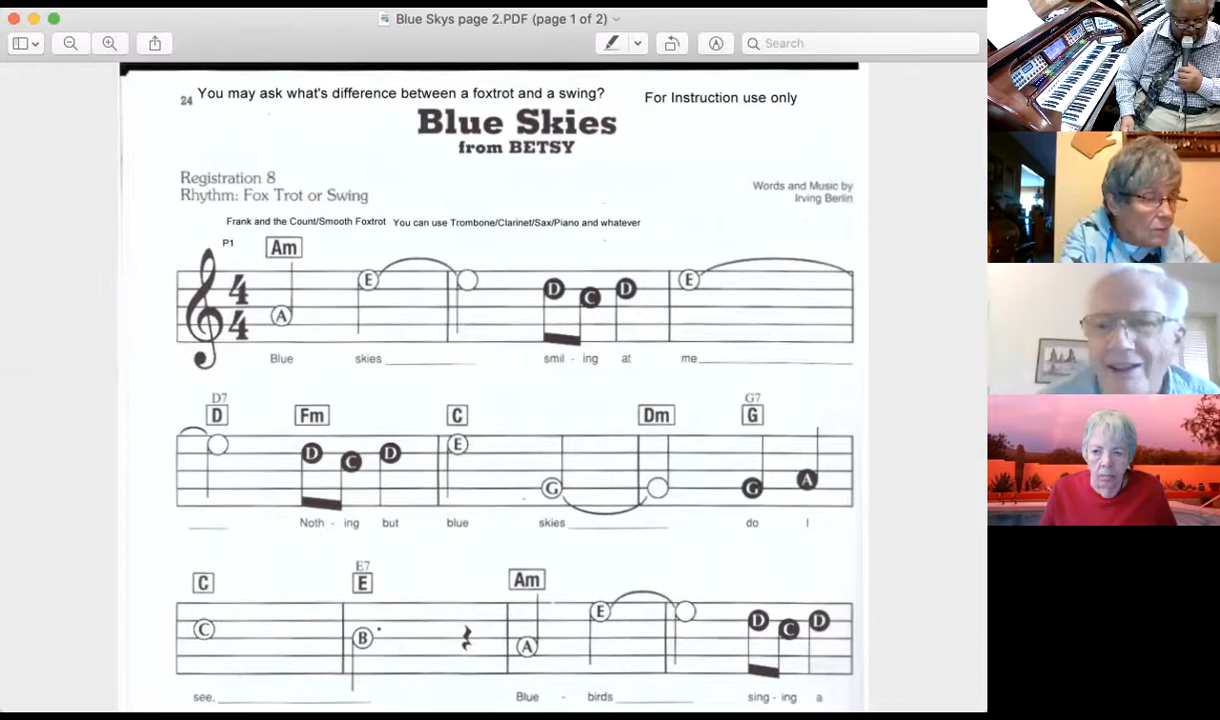 Blue Skys page 2.PDF (page 1 of 2)
Search
24 You may ask what's difference between a foxtrot and a swing? For Instruction use only
Blue Skies
from BETSY
Registration 8
Rhythm: Fox Trot or Swing
Words and Music by
Irving Berlin
Frank and the Count/Smooth Foxtrot You can use Trombone/Clarinet/Sax/Piano and whatever
P1 Am
4 4
A E D C D E
Blue skies smil - ing at me
D7 G7
D Fm C Dm G
D C D E G G A
Noth - ing but blue skies do I
E7
C E Am
C B A E D C D
see. Blue - birds sing - ing a